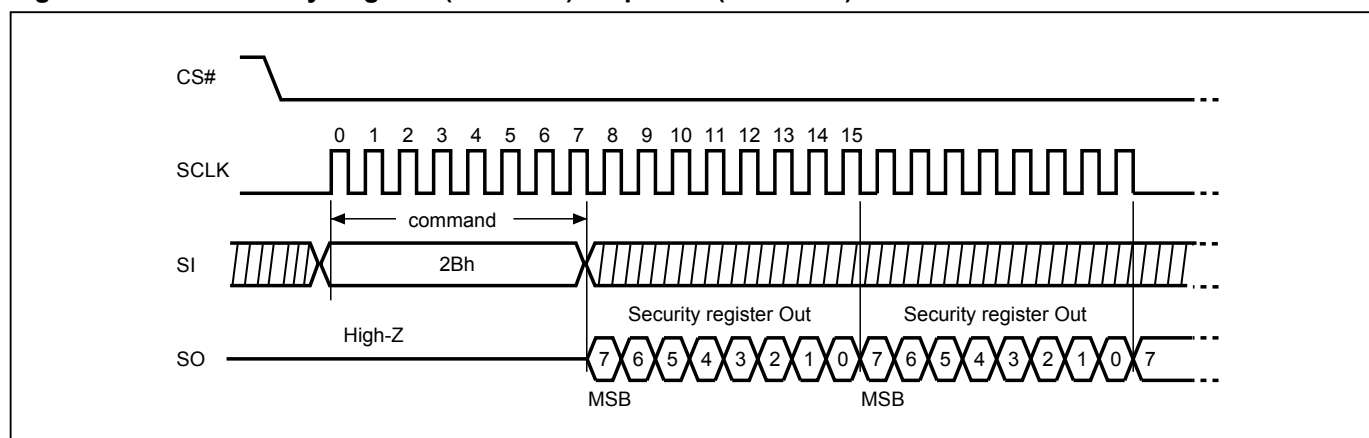 CS#
0 1 2 3 4 5 6 7 8 9 10 11 12 13 14 15
SCLK
command
SI
2Bh
Security register Out Security register Out
High-Z
SO
7 6 5 4 3 2 1 0 7 6 5 4 3 2 1 0 7
MSB MSB